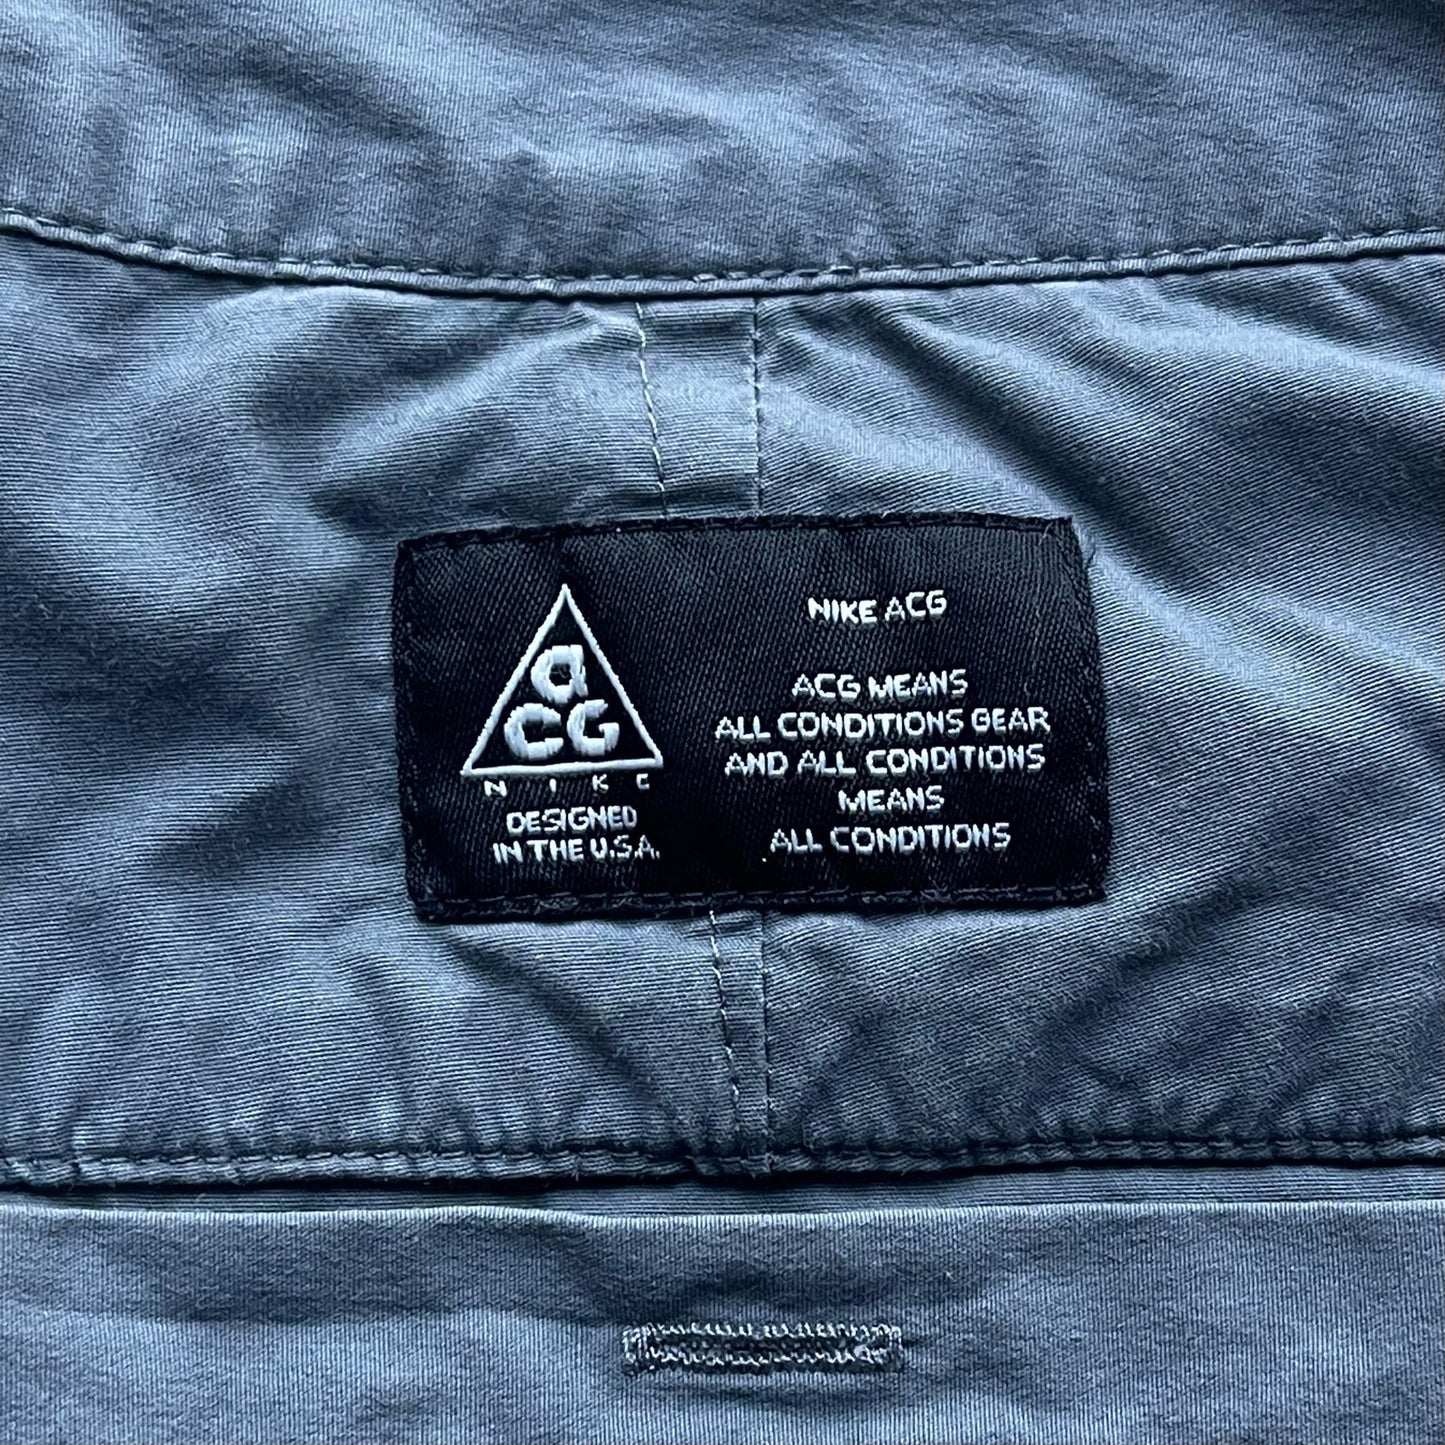 aCG
NIKE
DESIGNED
IN THE U.S.A.
NIKE ACG
ACG MEANS
ALL CONDITIONS GEAR
AND ALL CONDITIONS
MEANS
ALL CONDITIONS